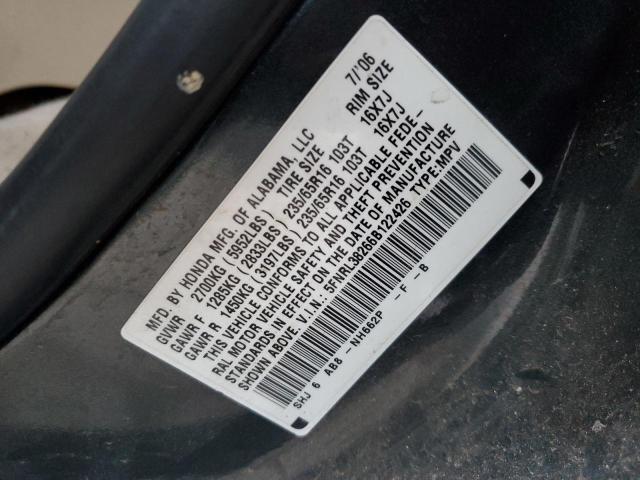 MFD. BY HONDA MFG. OF ALABAMA, LLC 7/'06
GVWR 2700KG (5952LBS) TIRE SIZE RIM SIZE
GAWR F 1285KG (2833LBS) 235/65R16 103T 16X7J
GAWR R 1450KG (3197LBS) 235/65R16 103T 16X7J
THIS VEHICLE CONFORMS TO ALL APPLICABLE FEDE-
RAL MOTOR VEHICLE SAFETY AND THEFT PREVENTION
STANDARDS IN EFFECT ON THE DATE OF MANUFACTURE
SHOWN ABOVE. V.I.N.: 5FNRL38266B122426 TYPE:MPV
SHJ 6 AB8 -NH662P -F -B